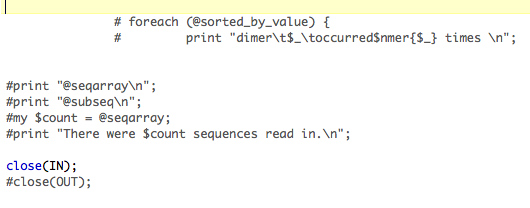 # foreach (@sorted_by_value) {
#        print "dimer\t$_\toccurred$nmer{$_} times \n";
#print "@seqarray\n";
#print "@subseq\n";
#my $count = @seqarray;
#print "There were $count sequences read in.\n";
close(IN);
#close(OUT);